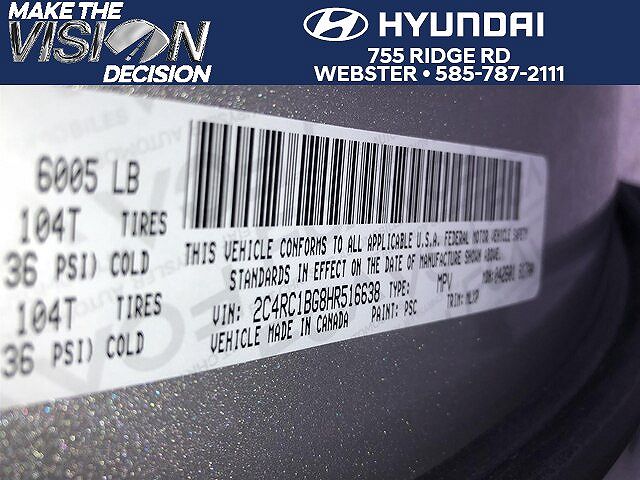 MAKE THE
VISION
DECISION
HYUNDAI
755 RIDGE RD
WEBSTER • 585-787-2111
6005 LB
104T TIRES
36 PSI) COLD
104T TIRES
36 PSI) COLD
THIS VEHICLE CONFORMS TO ALL APPLICABLE U.S.A. FEDERAL MOTOR VEHICLE SAFETY
STANDARDS IN EFFECT ON THE DATE OF MANUFACTURE SHOWN ABOVE.
VIN: 2C4RC1BG8HR516638 TYPE: MPV
VEHICLE MADE IN CANADA PAINT: PSC TRIM: